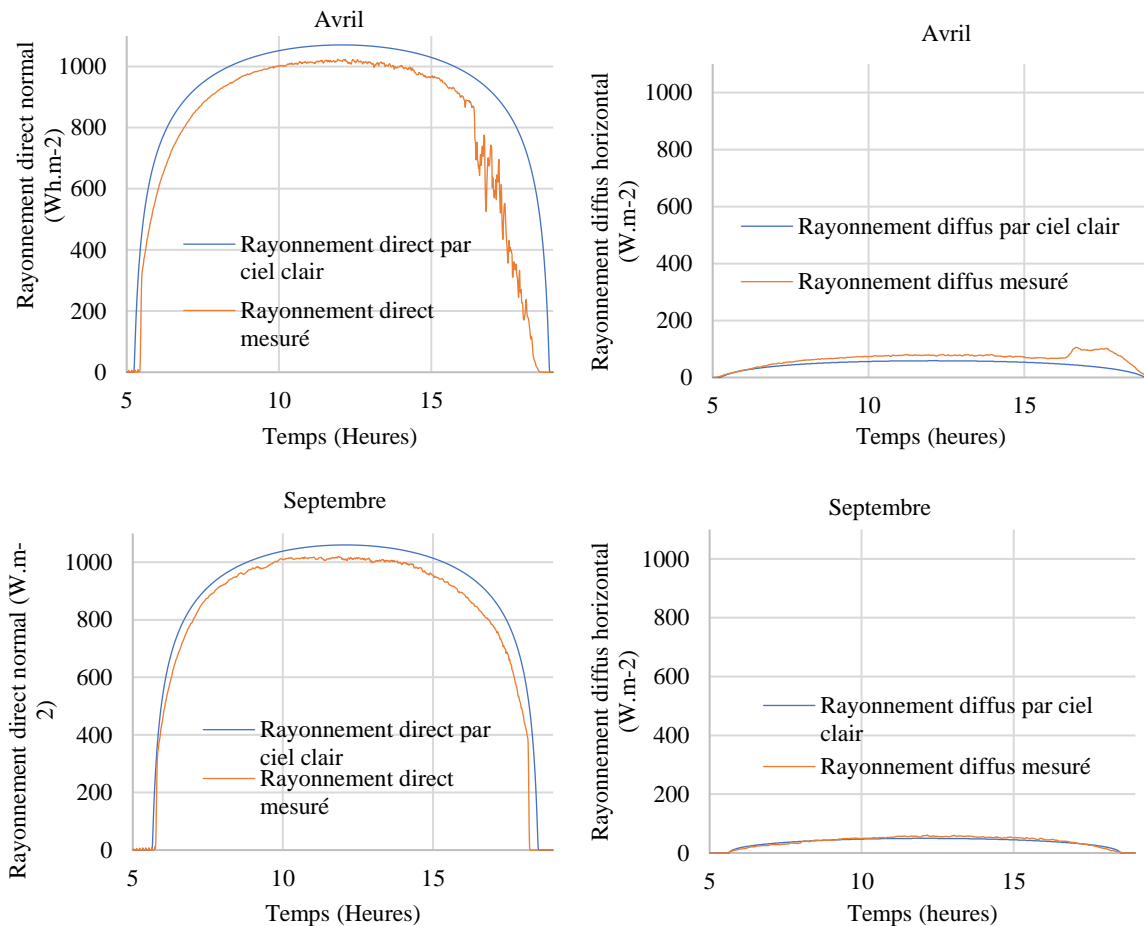 Avril
Rayonnement direct normal
(Wh.m-2)
1000
800
600
400
200
0
Rayonnement direct par
ciel clair
Rayonnement direct
mesuré
5
10
15
Temps (Heures)
Avril
Rayonnement diffus horizontal
(W.m-2)
1000
800
600
400
200
0
Rayonnement diffus par ciel clair
Rayonnement diffus mesuré
5
10
15
Temps (heures)
Septembre
Rayonnement direct normal (W.m-
2)
1000
800
600
400
200
0
Rayonnement direct par
ciel clair
Rayonnement direct
mesuré
5
10
15
Temps (Heures)
Septembre
Rayonnement diffus horizontal
(W.m-2)
1000
800
600
400
200
0
Rayonnement diffus par ciel
clair
Rayonnement diffus mesuré
5
10
15
Temps (heures)